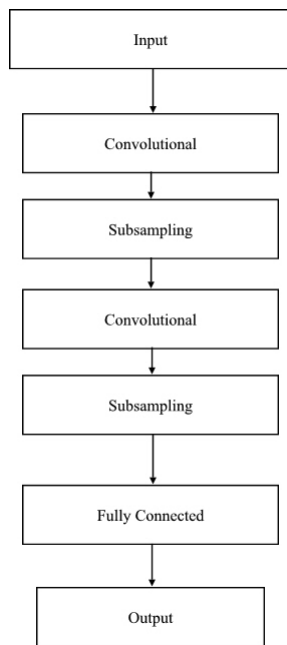 Input
Convolutional
Subsampling
Convolutional
Subsampling
Fully Connected
Output